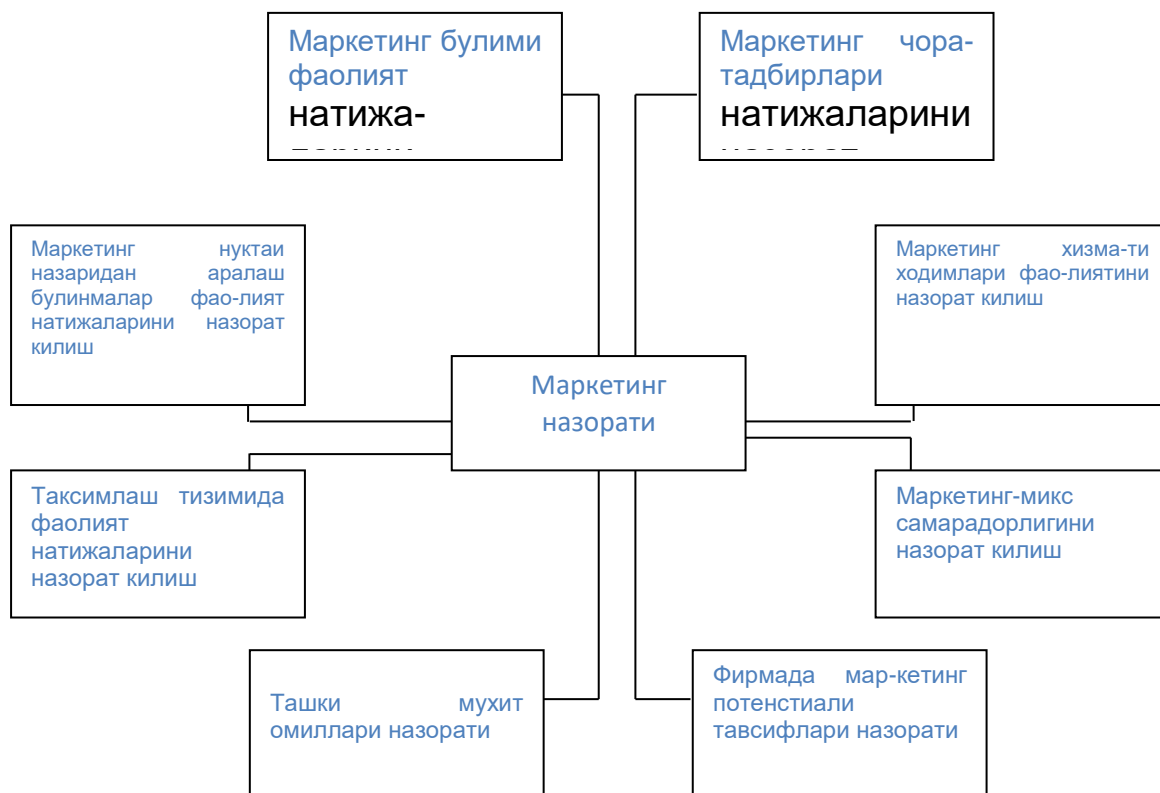 Маркетинг булими
фаолият
натижа-
Маркетинг чора-
тадбирлари
натижаларини
Маркетинг нуктаи
назаридан аралаш
булинмалар фао-лият
натижаларини назорат
килиш
Маркетинг хизма-ти
ходимлари фао-лиятини
назорат килиш
Маркетинг
назорати
Таксимлаш тизимида
фаолият
натижаларини
назорат килиш
Маркетинг-микс
самарадорлигини
назорат килиш
Ташки мухит
омиллари назорати
Фирмада мар-кетинг
потенстиали
тавсифлари назорати